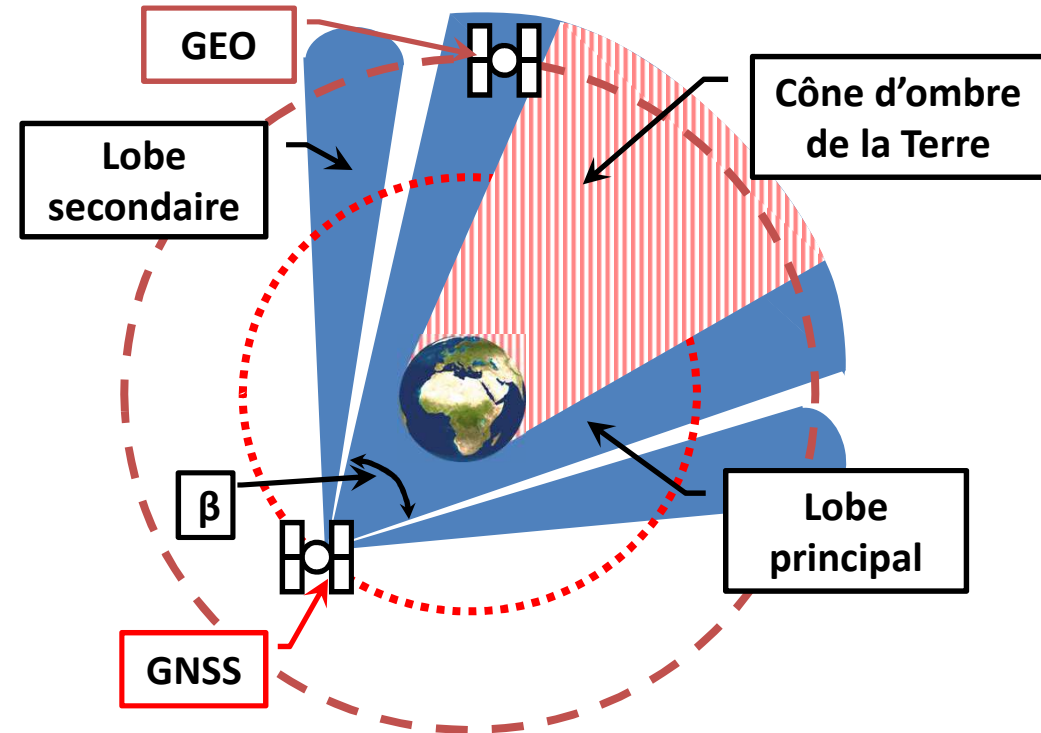 GEO
Cône d'ombre
de la Terre
Lobe
secondaire
β
Lobe
principal
GNSS